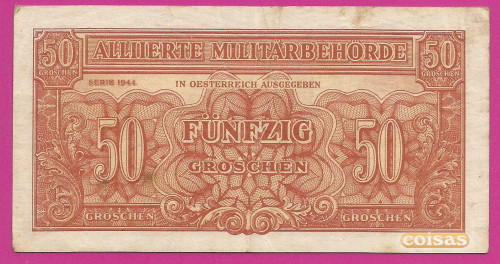 50 ALLIIERTE MILITÄRBEHÖRDE 50
GROSCHEN GROSCHEN
SERIE 1944 IN OESTERREICH AUSGEGEBEN
50 FÜNFZIG 50
GROSCHEN
GROSCHEN GROSCHEN
coisas